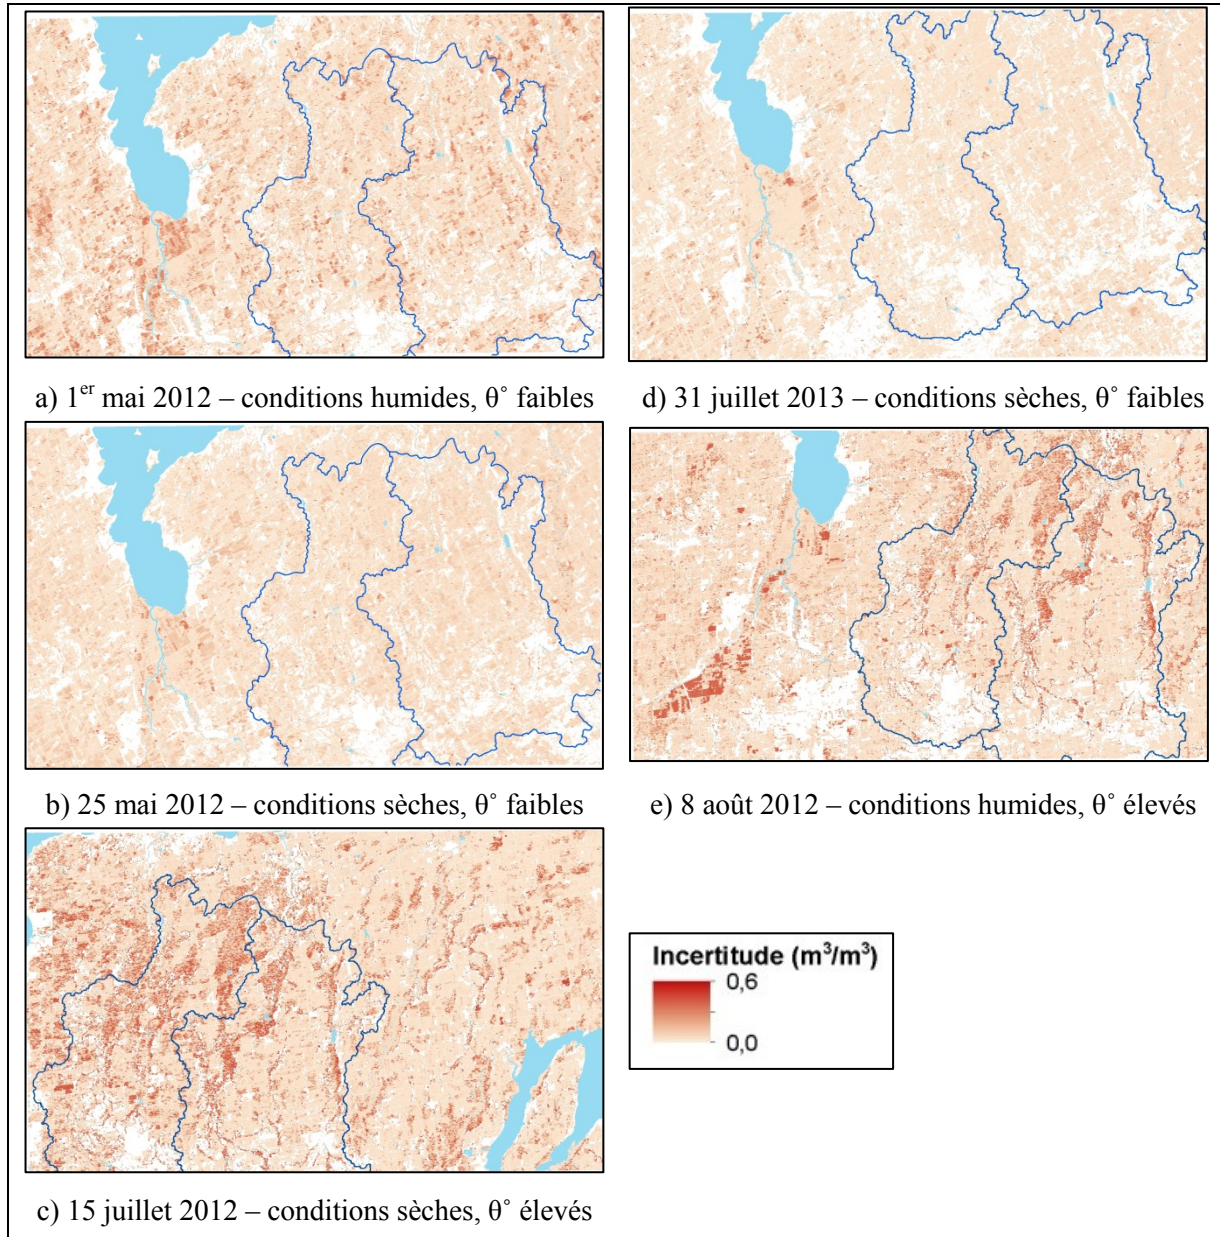 a) 1er mai 2012 – conditions humides, θ˚ faibles
d) 31 juillet 2013 – conditions sèches, θ˚ faibles
b) 25 mai 2012 – conditions sèches, θ˚ faibles
e) 8 août 2012 – conditions humides, θ˚ élevés
c) 15 juillet 2012 – conditions sèches, θ˚ élevés
Incertitude (m³/m³)
0,6
0,0